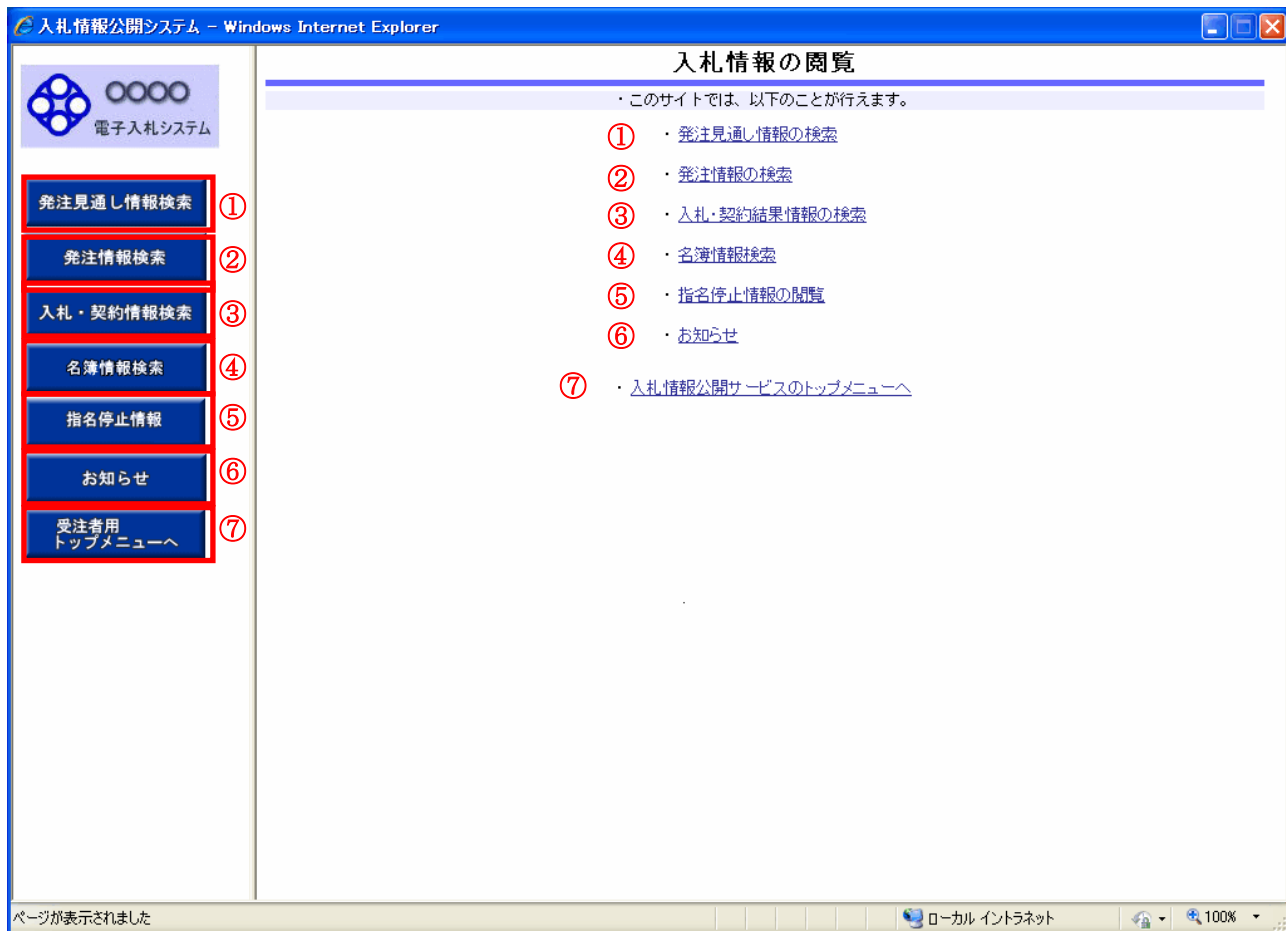 入札情報公開システム - Windows Internet Explorer
〇〇〇〇
電子入札システム
発注見通し情報検索 ①
発注情報検索 ②
入札・契約情報検索 ③
名簿情報検索 ④
指名停止情報 ⑤
お知らせ ⑥
受注者用
トップメニューへ ⑦
入札情報の閲覧
・このサイトでは、以下のことが行えます。
① ・発注見通し情報の検索
② ・発注情報の検索
③ ・入札・契約結果情報の検索
④ ・名簿情報検索
⑤ ・指名停止情報の閲覧
⑥ ・お知らせ
⑦ ・入札情報公開サービスのトップメニューへ
ページが表示されました ローカル イントラネット 100%